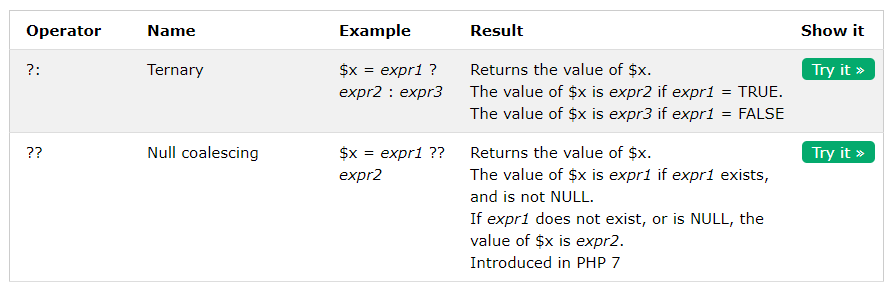 Operator Name Example Result Show it
?: Ternary $x = expr1 ? Returns the value of $x. Try it »
expr2 : expr3 The value of $x is expr2 if expr1 = TRUE.
The value of $x is expr3 if expr1 = FALSE
?? Null coalescing $x = expr1 ?? Returns the value of $x. Try it »
expr2 The value of $x is expr1 if expr1 exists,
and is not NULL.
If expr1 does not exist, or is NULL, the
value of $x is expr2.
Introduced in PHP 7